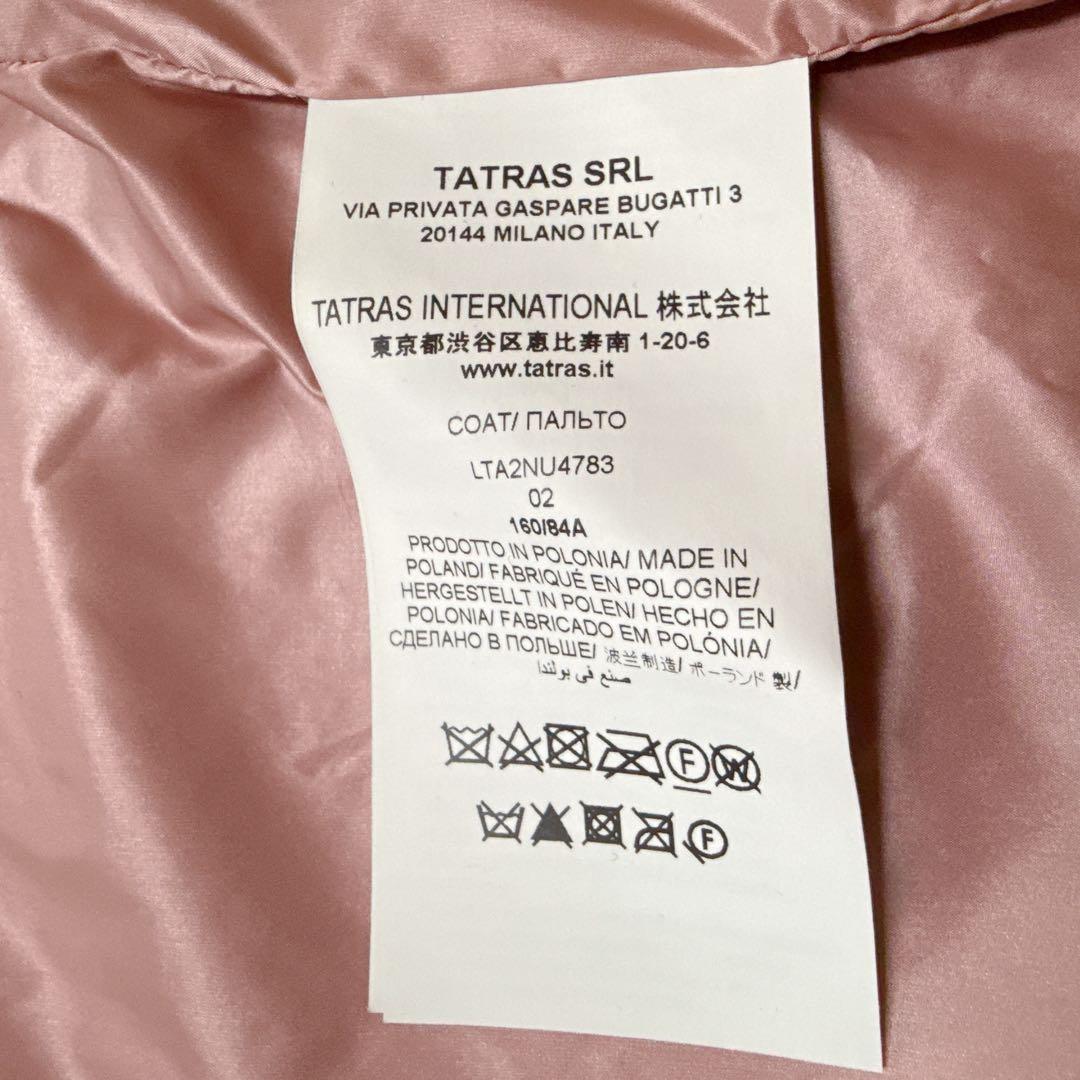 TATRAS SRL
VIA PRIVATA GASPARE BUGATTI 3
20144 MILANO ITALY
TATRAS INTERNATIONAL 株式会社
東京都渋谷区恵比寿南 1-20-6
www.tatras.it
COAT/ ПАЛЬТО
LTA2NU4783
02
160/84A
PRODOTTO IN POLONIA/ MADE IN
POLAND/ FABRIQUÉ EN POLOGNE/
HERGESTELLT IN POLEN/ HECHO EN
POLONIA/ FABRICADO EM POLÓNIA/
СДЕЛАНО В ПОЛЬШЕ/ 波兰制造/ ポーランド 製/
صنع في بولندا
F W
F